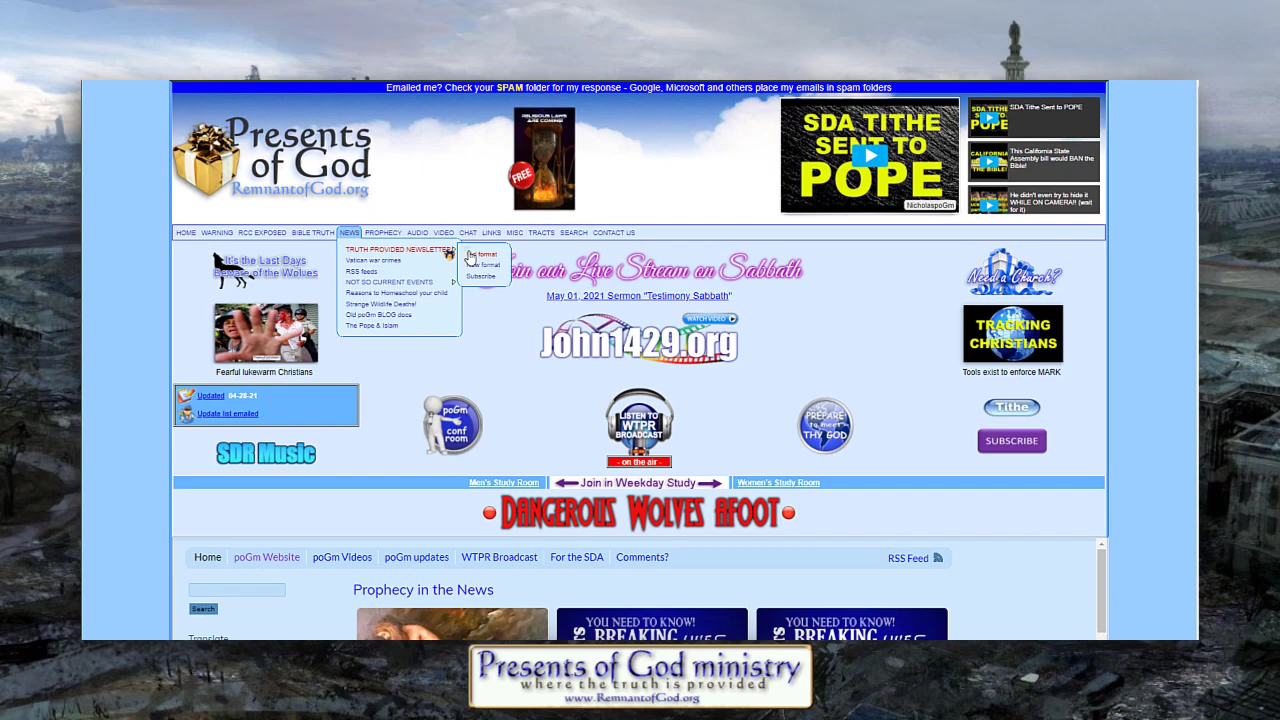 Emailed me? Check your SPAM folder for my response - Google, Microsoft and others place my emails in spam folders
Presents
of God
RemnantofGod.org
RELIGIOUS LAWS
ARE COMING!
FREE
SDA TITHE
SENT TO
POPE
NicholaspoGm
SDA TITHE
SENT TO
POPE
SDA Tithe Sent to POPE
CALIFORNIA
THE BIBLE!
This California State
Assembly bill would BAN the
Bible!
He didn't even try to hide it
WHILE ON CAMERA!! (wait
for it)
HOME WARNING RCC EXPOSED BIBLE TRUTH NEWS PROPHECY AUDIO VIDEO CHAT LINKS MISC TRACTS SEARCH CONTACT US
TRUTH PROVIDED NEWSLETTER
Vatican war crimes
RSS feeds
NOT SO CURRENT EVENTS
Reasons to Homeschool your child
Strange Wildlife Deaths!
Old poGm BLOG docs
The Pope & Islam
format
format
Subscribe
It's the Last Days
Beware of the Wolves
Fearful lukewarm Christians
Join our Live Stream on Sabbath
May 01, 2021 Sermon "Testimony Sabbath"
WATCH VIDEO
John1429.org
Need a Church?
TRACKING
CHRISTIANS
Tools exist to enforce MARK
Updated 04-28-21
Update list emailed
SDR Music
poGm
conf
room
LISTEN TO
WTPR
BROADCAST
- on the air -
PREPARE
to meet
THY GOD
Tithe
SUBSCRIBE
Men's Study Room Join in Weekday Study Women's Study Room
DANGEROUS WOLVES AFOOT
Home poGm Website poGm VIdeos poGm updates WTPR Broadcast For the SDA Comments? RSS Feed
Search
Prophecy in the News
Translate
YOU NEED TO KNOW!
BREAKING
YOU NEED TO KNOW!
BREAKING
Presents of God ministry
where the truth is provided
www.RemnantofGod.org